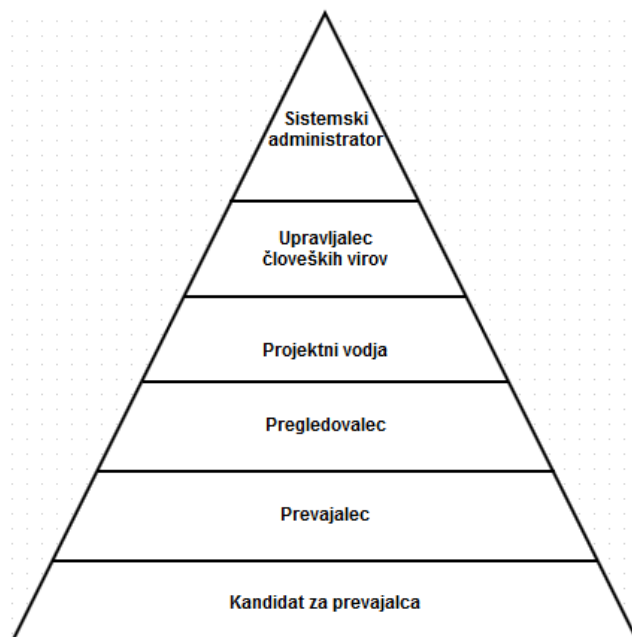 Sistemski
administrator
Upravljalec
človeških virov
Projektni vodja
Pregledovalec
Prevajalec
Kandidat za prevajalca